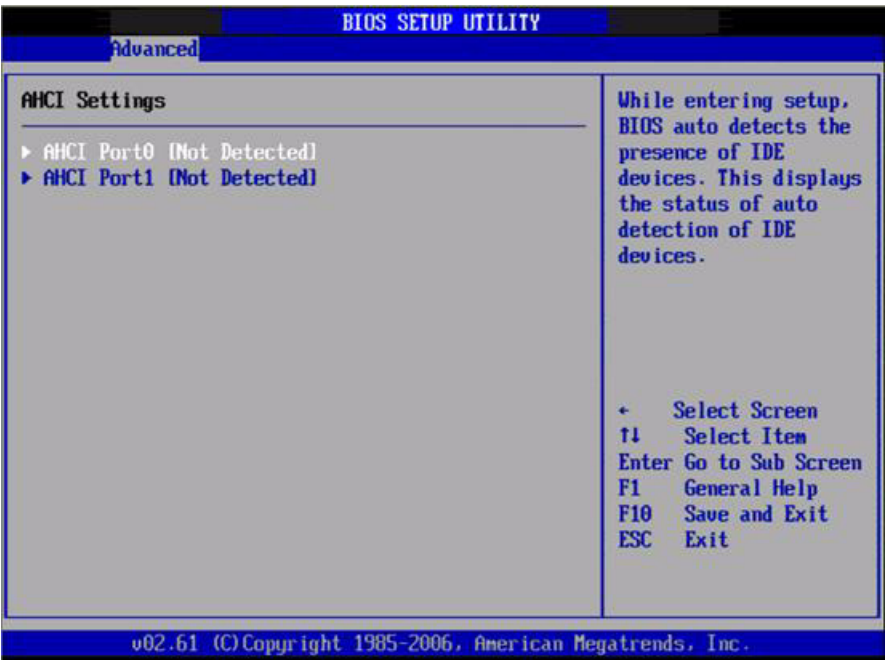 BIOS SETUP UTILITY
Advanced
AHCI Settings
▶ AHCI Port0 [Not Detected]
▶ AHCI Port1 [Not Detected]
While entering setup,
BIOS auto detects the
presence of IDE
devices. This displays
the status of auto
detection of IDE
devices.
← Select Screen
↑↓ Select Item
Enter Go to Sub Screen
F1 General Help
F10 Save and Exit
ESC Exit
v02.61 (C)Copyright 1985-2006, American Megatrends, Inc.